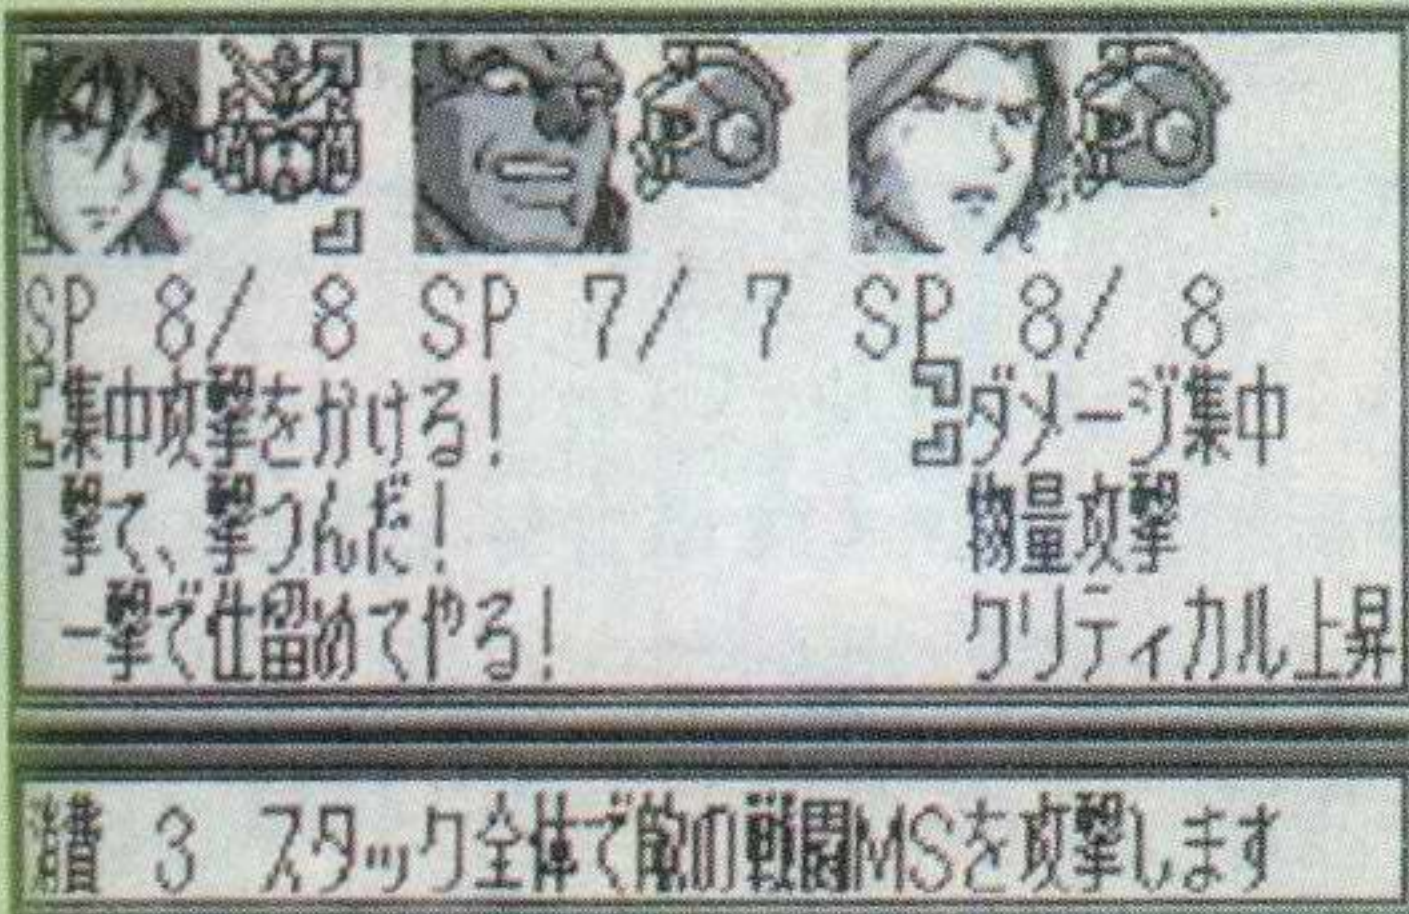 SP 8/ 8 SP 7/ 7 SP 8/ 8
集中攻撃をかける! ダメージ集中
撃て、撃つんだ! 物量攻撃
一撃で仕留めてやる! クリティカル上昇
消費 3 スタック全体で敵の戦闘MSを攻撃します